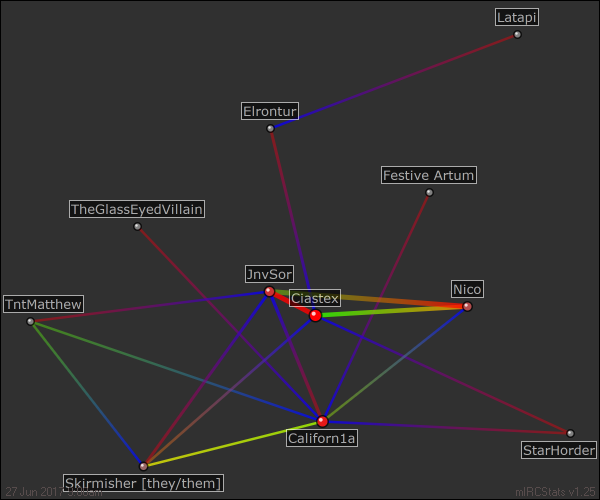 Latapi
Elrontur
Festive Artum
TheGlassEyedVillain
JnvSor
Nico
Ciastex
TntMatthew
Californ1a
StarHorder
Skirmisher [they/them]
27 Jun 2017
mIRCStats v1.25